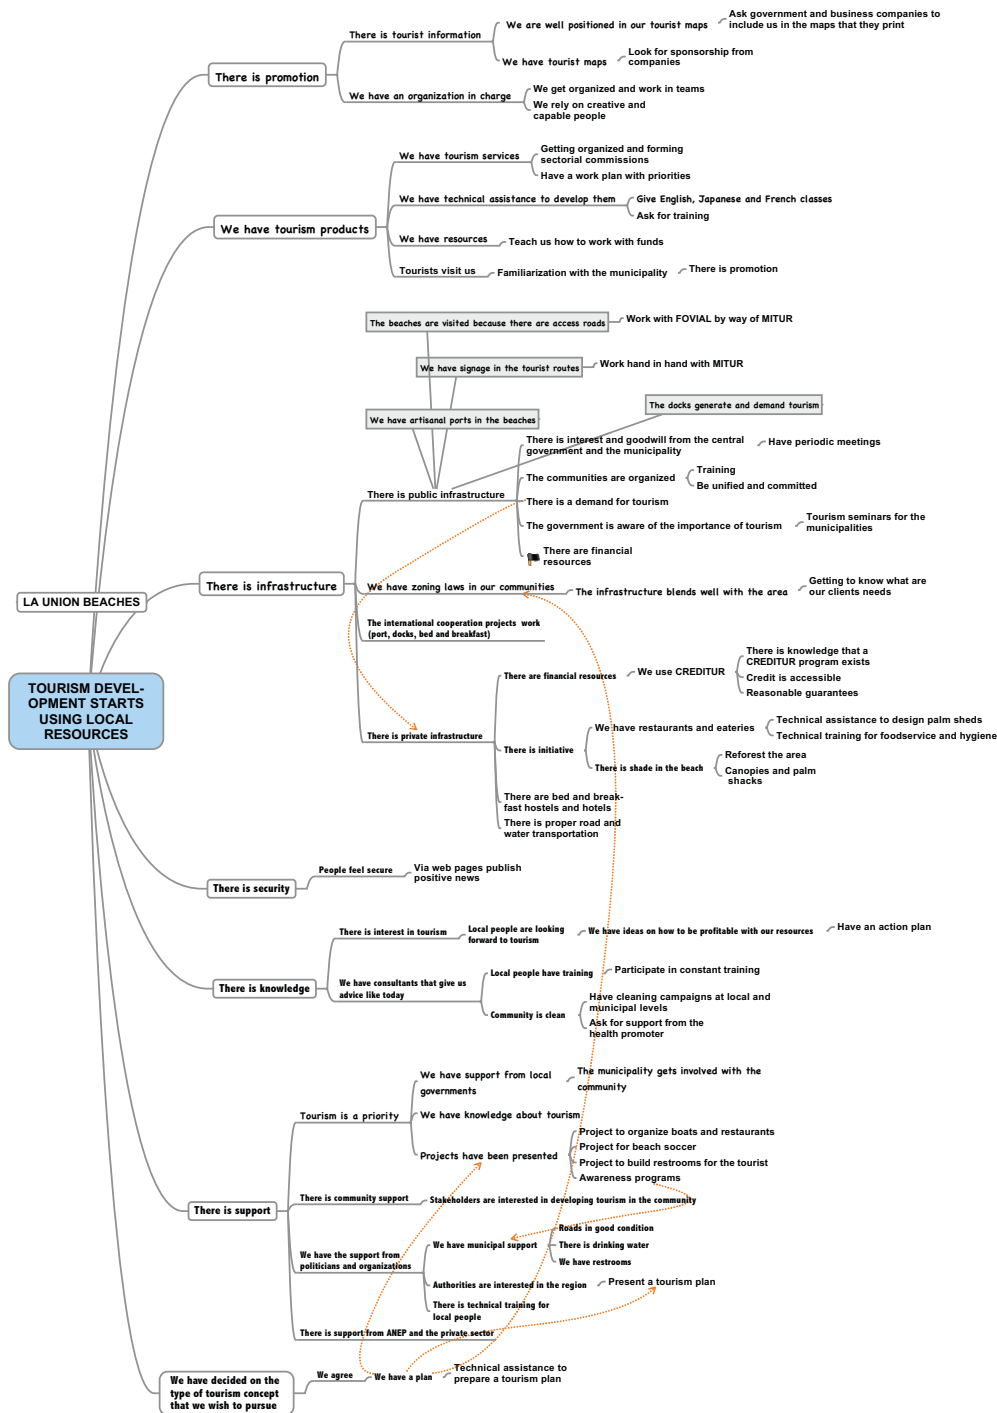 We are well positioned in our tourist maps
Ask government and business companies to
include us in the maps that they print
There is tourist information
We have tourist maps
Look for sponsorship from
companies
There is promotion
We have an organization in charge
We get organized and work in teams
We rely on creative and
capable people
We have tourism services
Getting organized and forming
sectorial commissions
Have a work plan with priorities
We have technical assistance to develop them
Give English, Japanese and French classes
Ask for training
We have tourism products
We have resources
Teach us how to work with funds
Tourists visit us
Familiarization with the municipality
There is promotion
The beaches are visited because there are access roads
Work with FOVIAL by way of MITUR
We have signage in the tourist routes
Work hand in hand with MITUR
We have artisanal ports in the beaches
The docks generate and demand tourism
There is public infrastructure
There is interest and goodwill from the central
government and the municipality
Have periodic meetings
The communities are organized
Training
Be unified and committed
There is a demand for tourism
The government is aware of the importance of tourism
Tourism seminars for the
municipalities
There are financial
resources
There is infrastructure
We have zoning laws in our communities
The infrastructure blends well with the area
Getting to know what are
our clients needs
LA UNION BEACHES
The international cooperation projects work
(port, docks, bed and breakfast)
TOURISM DEVEL-
OPMENT STARTS
USING LOCAL
RESOURCES
There is private infrastructure
There are financial resources
We use CREDITUR
There is knowledge that a
CREDITUR program exists
Credit is accessible
Reasonable guarantees
There is initiative
We have restaurants and eateries
Technical assistance to design palm sheds
Technical training for foodservice and hygiene
There is shade in the beach
Reforest the area
Canopies and palm
shacks
There are bed and break-
fast hostels and hotels
There is proper road and
water transportation
There is security
People feel secure
Via web pages publish
positive news
There is knowledge
There is interest in tourism
Local people are looking
forward to tourism
We have ideas on how to be profitable with our resources
Have an action plan
We have consultants that give us
advice like today
Local people have training
Participate in constant training
Community is clean
Have cleaning campaigns at local and
municipal levels
Ask for support from the
health promoter
There is support
Tourism is a priority
We have support from local
governments
The municipality gets involved with the
community
We have knowledge about tourism
Projects have been presented
Project to organize boats and restaurants
Project for beach soccer
Project to build restrooms for the tourist
Awareness programs
There is community support
Stakeholders are interested in developing tourism in the community
We have the support from
politicians and organizations
We have municipal support
Roads in good condition
There is drinking water
We have restrooms
Authorities are interested in the region
Present a tourism plan
There is technical training for
local people
There is support from ANEP and the private sector
We have decided on the
type of tourism concept
that we wish to pursue
We agree
We have a plan
Technical assistance to
prepare a tourism plan